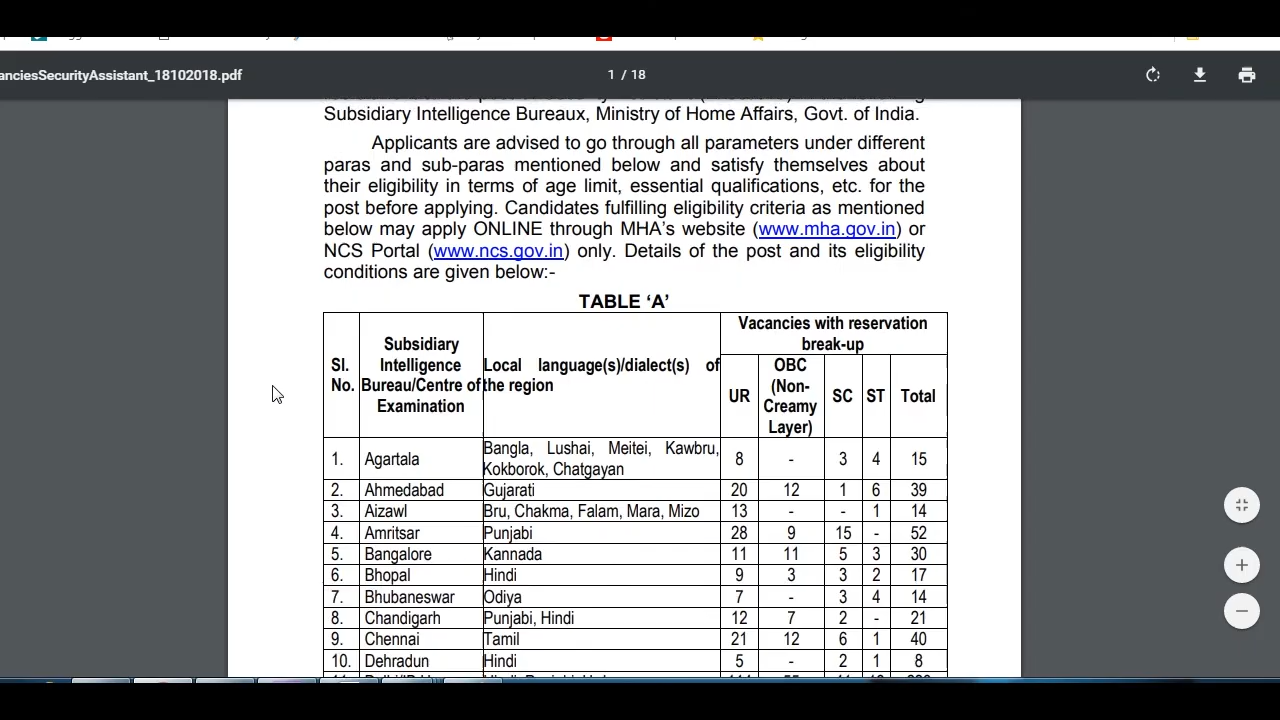 anciesSecurityAssistant_18102018.pdf
1 / 18
Subsidiary Intelligence Bureaux, Ministry of Home Affairs, Govt. of India.
Applicants are advised to go through all parameters under different
paras and sub-paras mentioned below and satisfy themselves about
their eligibility in terms of age limit, essential qualifications, etc. for the
post before applying. Candidates fulfilling eligibility criteria as mentioned
below may apply ONLINE through MHA's website (www.mha.gov.in) or
NCS Portal (www.ncs.gov.in) only. Details of the post and its eligibility
conditions are given below:-
TABLE ‘A’
Sl. No. Subsidiary Intelligence Bureau/Centre of Examination Local language(s)/dialect(s) of the region Vacancies with reservation break-up
UR OBC (Non-Creamy Layer) SC ST Total
1. Agartala Bangla, Lushai, Meitei, Kawbru, Kokborok, Chatgayan 8 - 3 4 15
2. Ahmedabad Gujarati 20 12 1 6 39
3. Aizawl Bru, Chakma, Falam, Mara, Mizo 13 - - 1 14
4. Amritsar Punjabi 28 9 15 - 52
5. Bangalore Kannada 11 11 5 3 30
6. Bhopal Hindi 9 3 3 2 17
7. Bhubaneswar Odiya 7 - 3 4 14
8. Chandigarh Punjabi, Hindi 12 7 2 - 21
9. Chennai Tamil 21 12 6 1 40
10. Dehradun Hindi 5 - 2 1 8